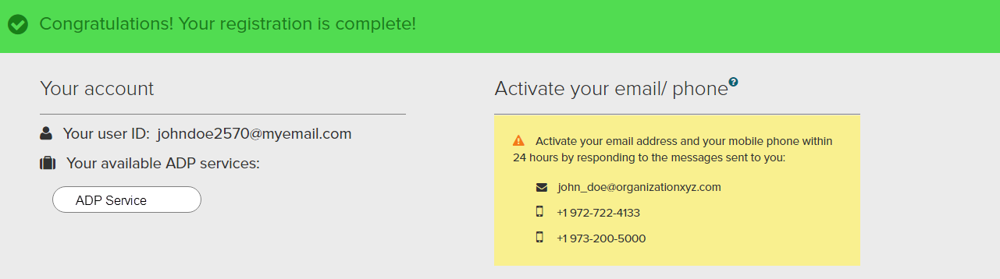 Congratulations! Your registration is complete!
Your account
Your user ID: johndoe2570@myemail.com
Your available ADP services:
ADP Service
Activate your email/ phone?
Activate your email address and your mobile phone within
24 hours by responding to the messages sent to you:
john_doe@organizationxyz.com
+1 972-722-4133
+1 973-200-5000